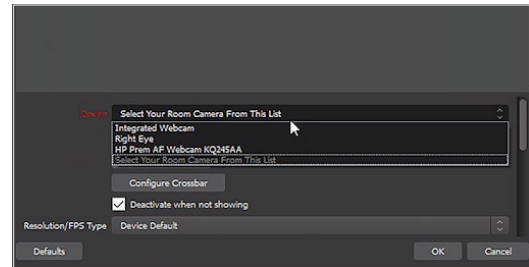 Device Select Your Room Camera From This List
Integrated Webcam
Right Eye
HP Prem AF Webcam KQ245AA
Select Your Room Camera From This List
Configure Crossbar
Deactivate when not showing
Resolution/FPS Type Device Default
Defaults OK Cancel